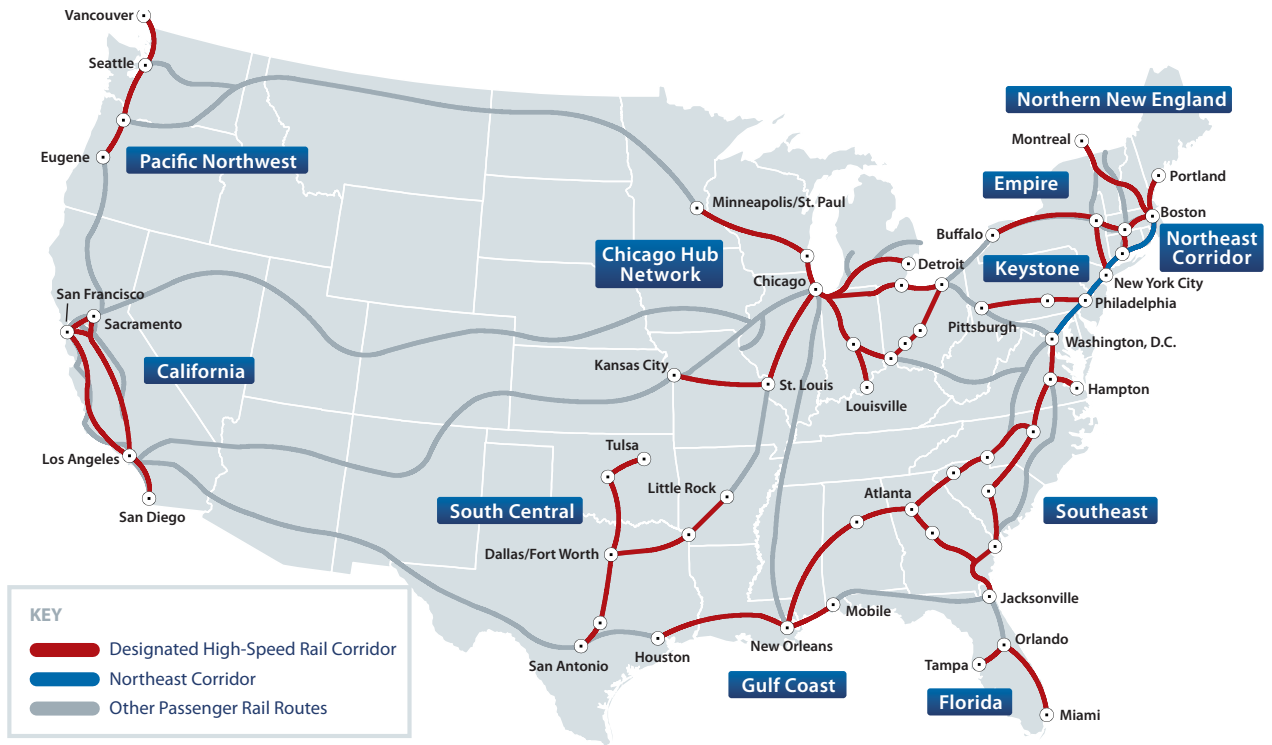 Vancouver
Seattle
Eugene
Pacific Northwest
Northern New England
Montreal
Portland
Empire
Boston
Buffalo
Northeast
Corridor
Keystone
New York City
Philadelphia
Pittsburgh
Washington, D.C.
Hampton
Minneapolis/St. Paul
Chicago Hub
Network
Chicago
Detroit
San Francisco
Sacramento
California
Kansas City
St. Louis
Louisville
Los Angeles
San Diego
Tulsa
Little Rock
South Central
Dallas/Fort Worth
Atlanta
Southeast
Jacksonville
Mobile
New Orleans
Houston
San Antonio
Gulf Coast
Orlando
Tampa
Florida
Miami
KEY
Designated High-Speed Rail Corridor
Northeast Corridor
Other Passenger Rail Routes